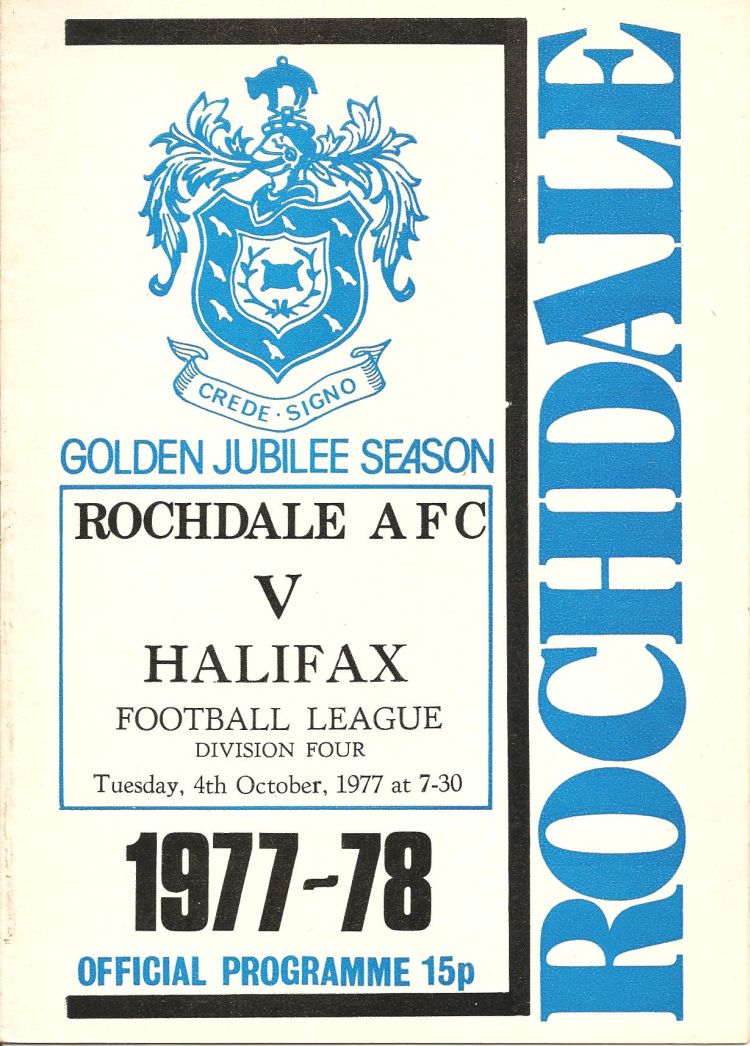 CREDE · SIGNO
GOLDEN JUBILEE SEASON
ROCHDALE AFC
V
HALIFAX
FOOTBALL LEAGUE
DIVISION FOUR
Tuesday, 4th October, 1977 at 7-30
1977-78
OFFICIAL PROGRAMME 15p
ROCHDALE